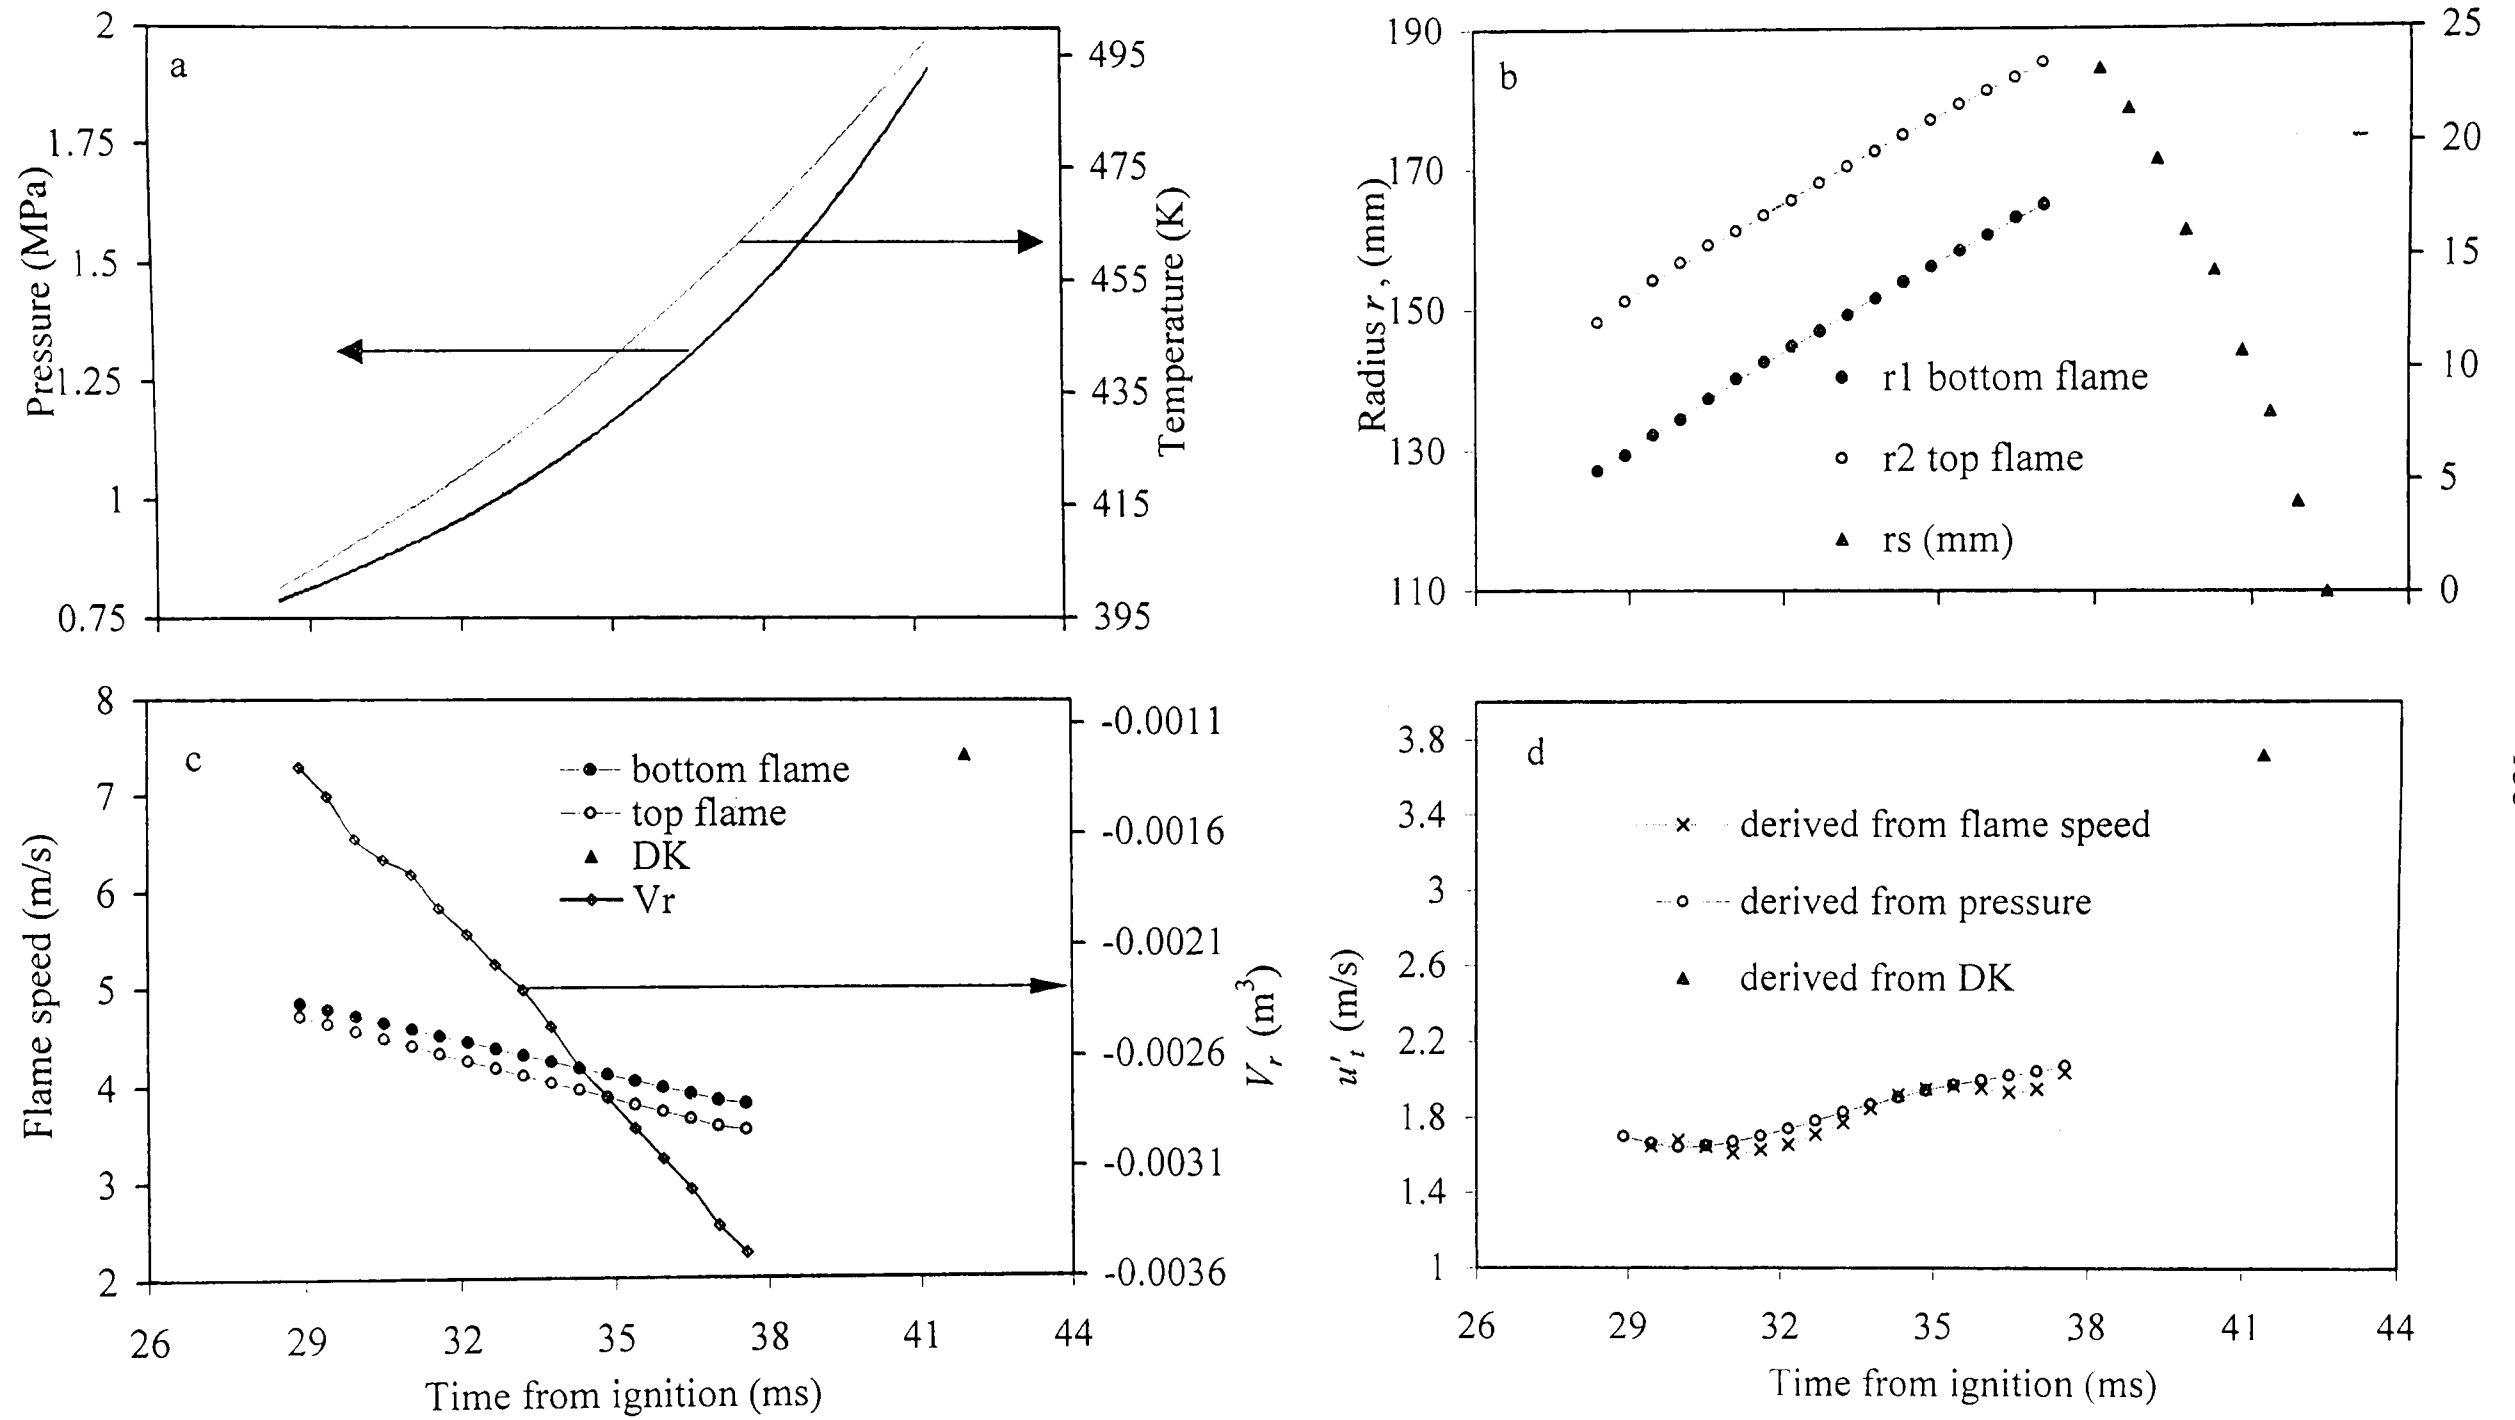 a
Pressure (MPa)
2
1.75
1.5
1.25
1
0.75
495
475
455
435
415
395
Temperature (K)
b
Radius r , (mm)
190
170
150
130
110
25
20
15
10
5
0
r1 bottom flame
r2 top flame
rs (mm)
c
Flame speed (m/s)
8
7
6
5
4
3
2
bottom flame
top flame
DK
Vr
-0.0011
-0.0016
-0.0021
-0.0026
-0.0031
-0.0036
V_r (m³)
26 29 32 35 38 41 44
Time from ignition (ms)
d
u'_t (m/s)
3.8
3.4
3
2.6
2.2
1.8
1.4
1
derived from flame speed
derived from pressure
derived from DK
26 29 32 35 38 41 44
Time from ignition (ms)